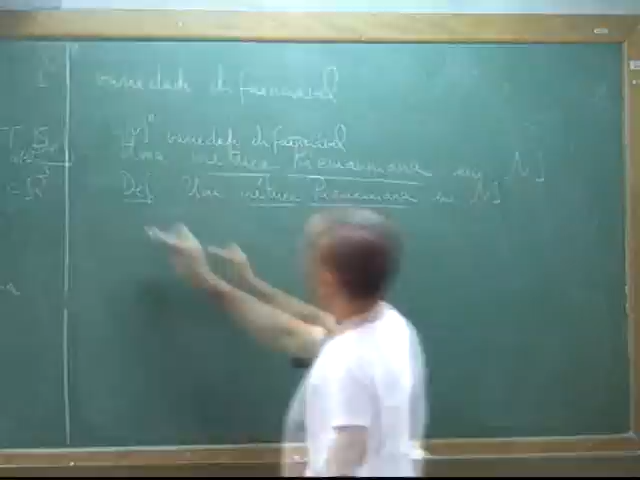 variedade diferenciável
M^n variedade diferenciável
Uma métrica Riemanniana em M
Def Uma métrica Riemanniana em M